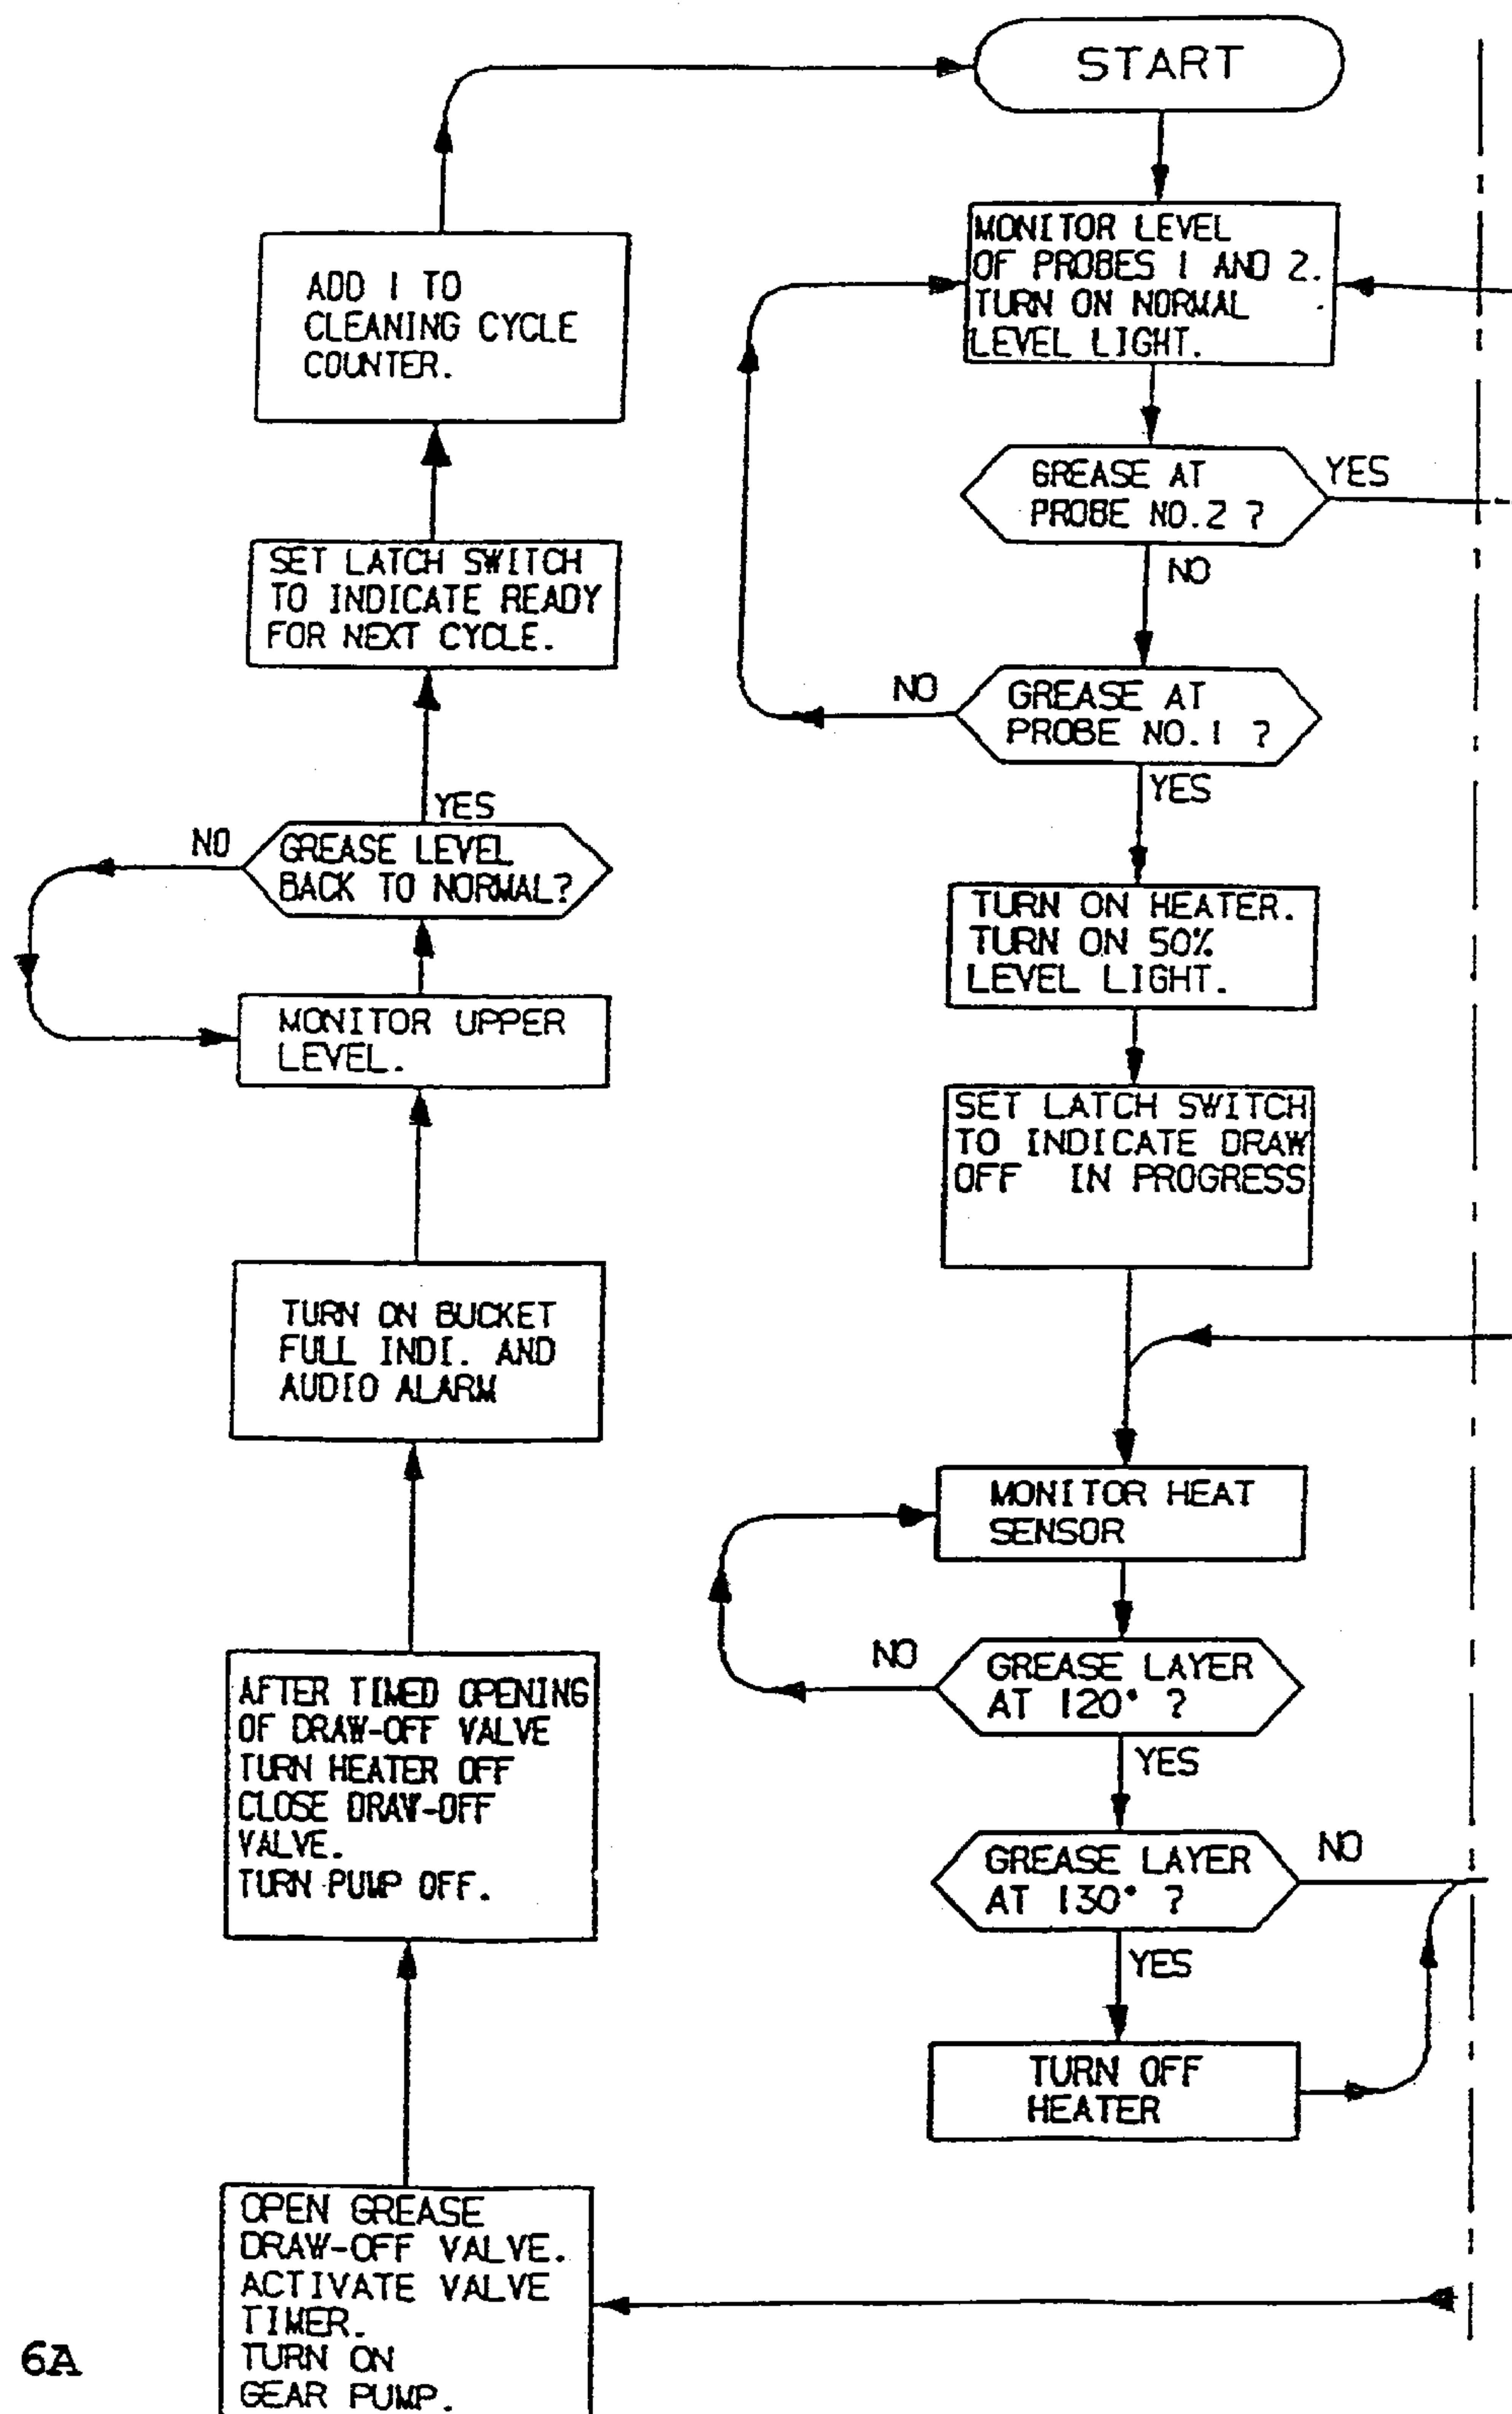 START
MONITOR LEVEL
OF PROBES 1 AND 2.
TURN ON NORMAL
LEVEL LIGHT.
GREASE AT
PROBE NO.2 ?
YES
NO
GREASE AT
PROBE NO.1 ?
NO
YES
TURN ON HEATER.
TURN ON 50%
LEVEL LIGHT.
SET LATCH SWITCH
TO INDICATE DRAW
OFF IN PROGRESS
MONITOR HEAT
SENSOR
GREASE LAYER
AT 120° ?
NO
YES
GREASE LAYER
AT 130° ?
NO
YES
TURN OFF
HEATER
OPEN GREASE
DRAW-OFF VALVE.
ACTIVATE VALVE
TIMER.
TURN ON
GEAR PUMP.
AFTER TIMED OPENING
OF DRAW-OFF VALVE
TURN HEATER OFF
CLOSE DRAW-OFF
VALVE.
TURN PUMP OFF.
TURN ON BUCKET
FULL INDI. AND
AUDIO ALARM
MONITOR UPPER
LEVEL.
GREASE LEVEL
BACK TO NORMAL?
NO
YES
SET LATCH SWITCH
TO INDICATE READY
FOR NEXT CYCLE.
ADD 1 TO
CLEANING CYCLE
COUNTER.
6A